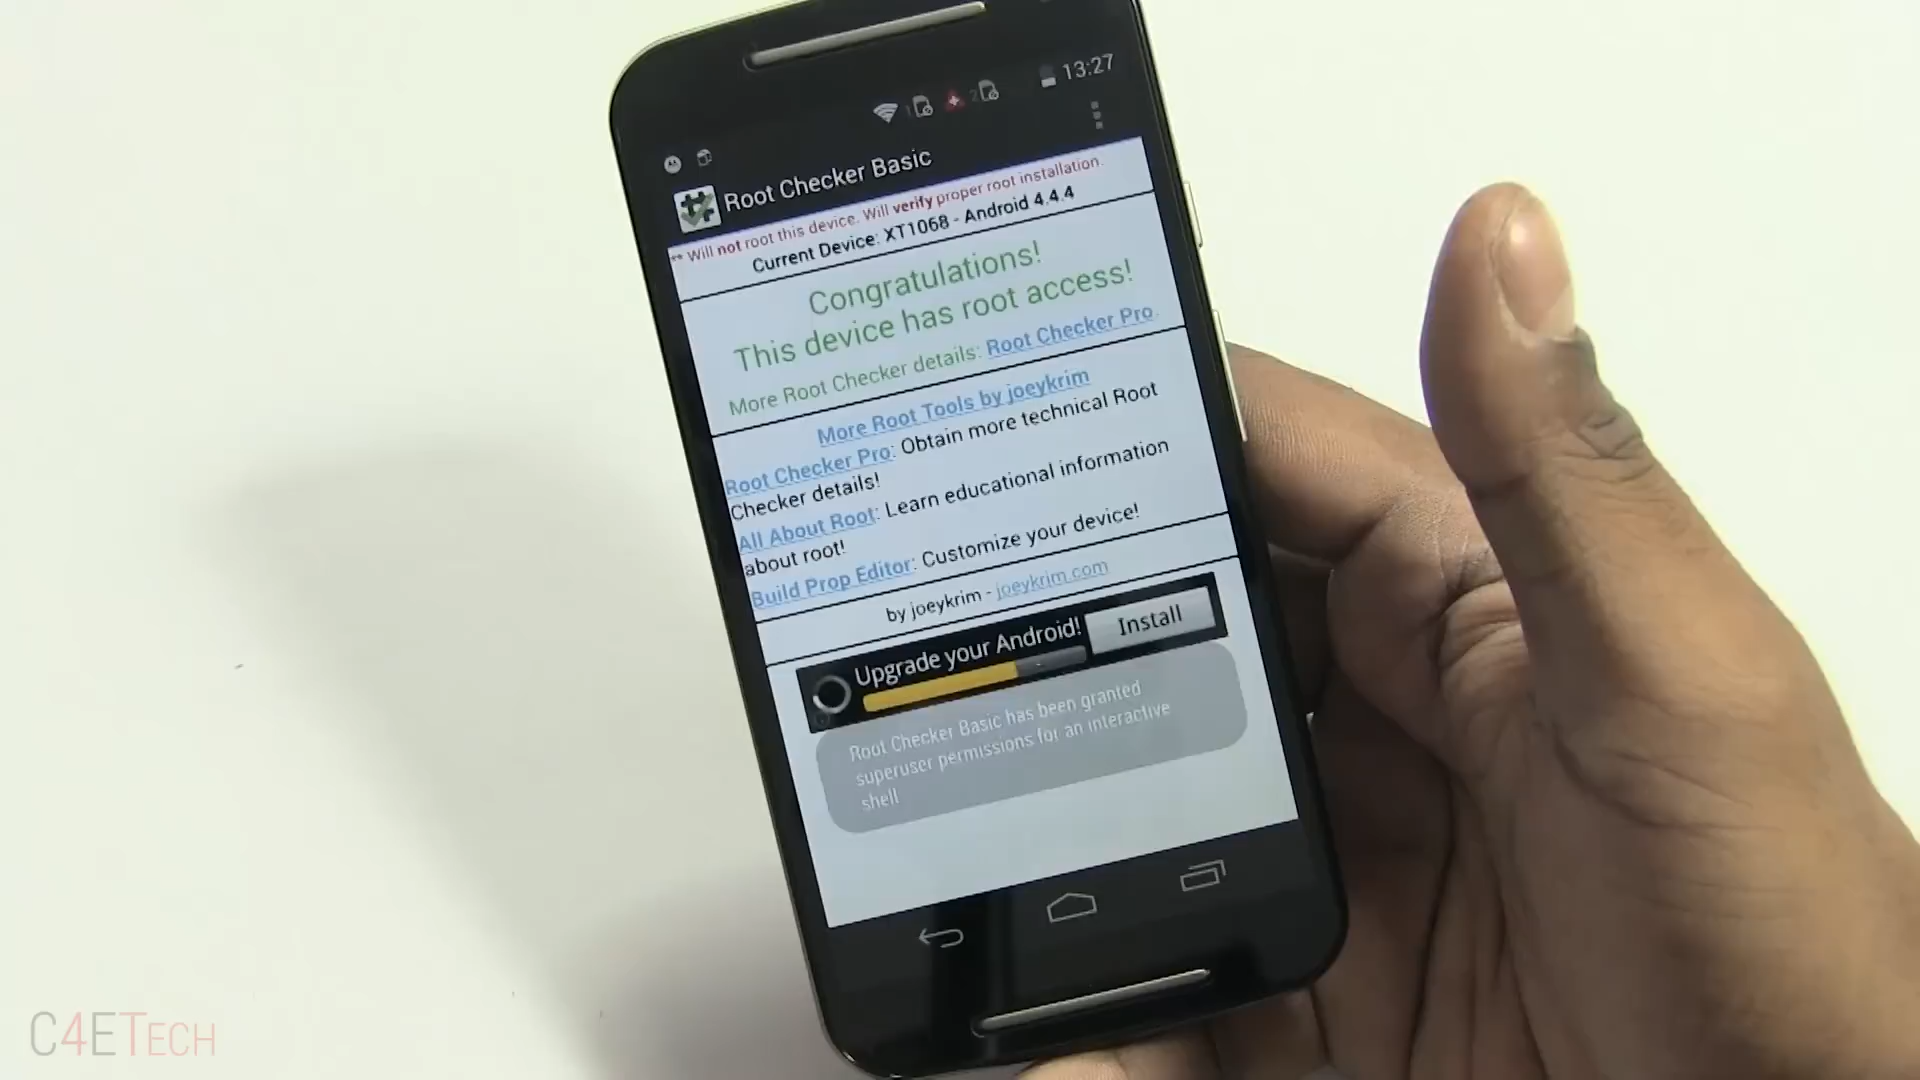 13:27
1
2
Root Checker Basic
** Will not root this device. Will verify proper root installation.
Current Device: XT1068 - Android 4.4.4
Congratulations!
This device has root access!
More Root Checker details: Root Checker Pro.
More Root Tools by joeykrim
Root Checker Pro: Obtain more technical Root
Checker details!
All About Root: Learn educational information
about root!
Build Prop Editor: Customize your device!
by joeykrim - joeykrim.com
Upgrade your Android!
Install
Root Checker Basic has been granted
superuser permissions for an interactive
shell
C4ETECH